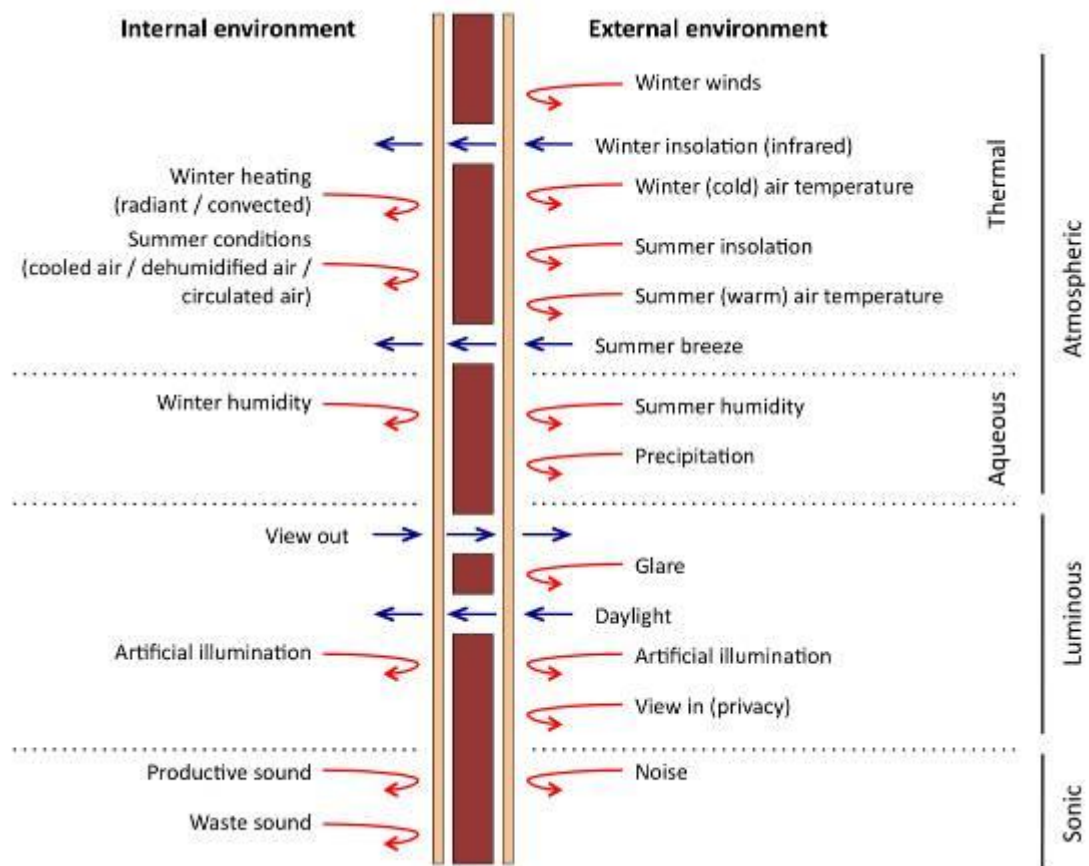 Internal environment
External environment
Winter winds
Winter insolation (infrared)
Winter heating
(radiant / convected)
Winter (cold) air temperature
Thermal
Summer conditions
(cooled air / dehumidified air /
circulated air)
Summer insolation
Summer (warm) air temperature
Summer breeze
Atmospheric
Winter humidity
Summer humidity
Precipitation
Aqueous
View out
Glare
Daylight
Artificial illumination
Artificial illumination
View in (privacy)
Luminous
Productive sound
Noise
Waste sound
Sonic